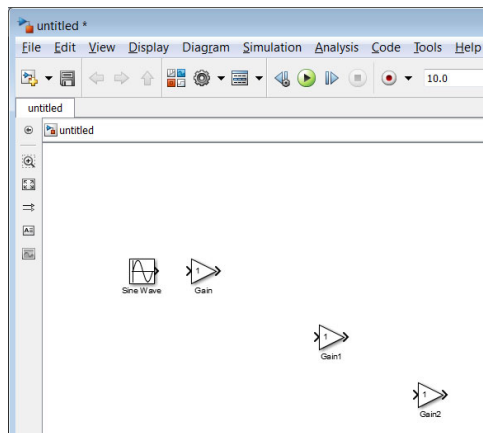 untitled *
File Edit View Display Diagram Simulation Analysis Code Tools Help
10.0
untitled
untitled
1
1
Sine Wave
Gain
1
Gain1
1
Gain2